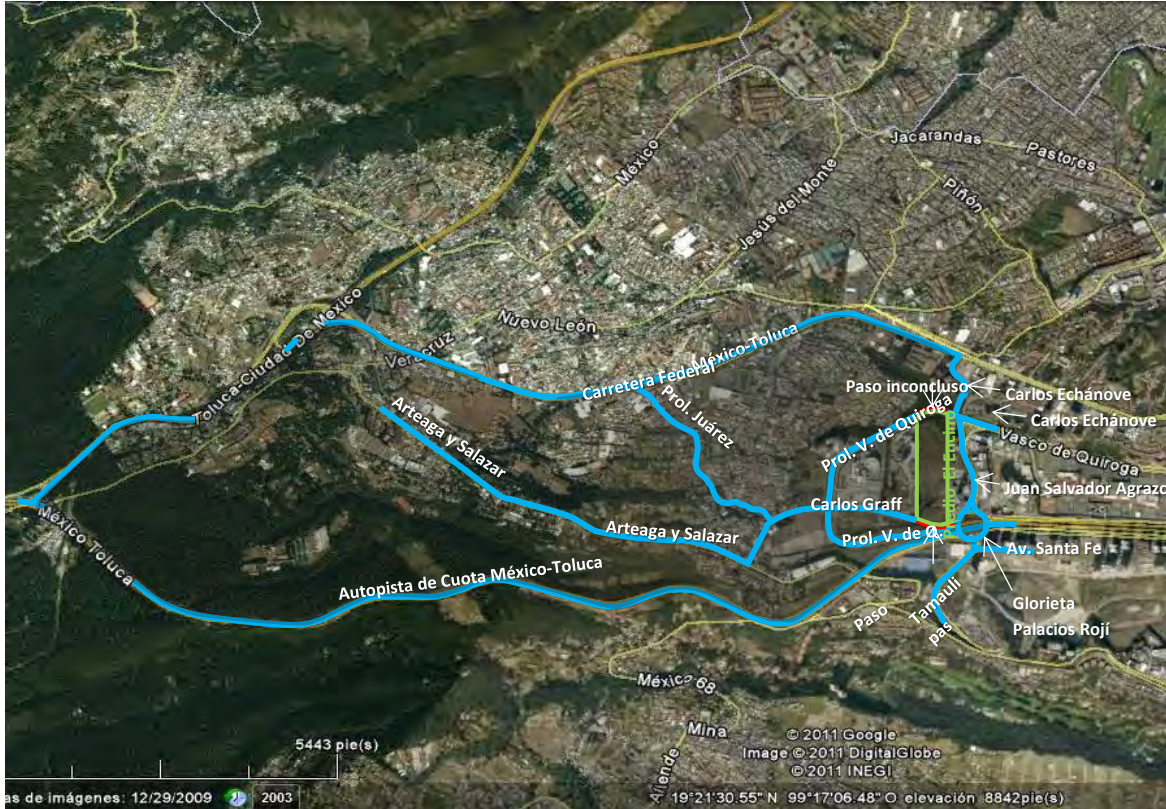 Jacarandas
Pastores
México
Piñón
Jesús del Monte
Toluca-Ciudad De Mexico
Nuevo León
Veracruz
Carretera Federal
México-Toluca
Paso inconcluso
Carlos Echánove
Carlos Echánove
Arteaga y Salazar
Prol. Juárez
Prol. V. de Quiroga
Vasco de Quiroga
Predio El Encino
Juan Salvador Agrazo
Carlos Graff
México Toluca
Arteaga y Salazar
Prol. V. de Q.
Av. Santa Fe
Autopista de Cuota México-Toluca
Paso
Tamauli
pas
Glorieta
Palacios Rojí
México 68
Mina
Allende
5443 pie(s)
© 2011 Google
Image © 2011 DigitalGlobe
© 2011 INEGI
as de imágenes: 12/29/2009
2003
19°21'30.55" N 99°17'06.48" O elevación 8842pie(s)